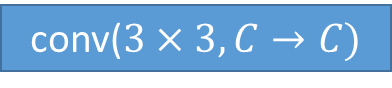 conv(3 × 3, C → C)